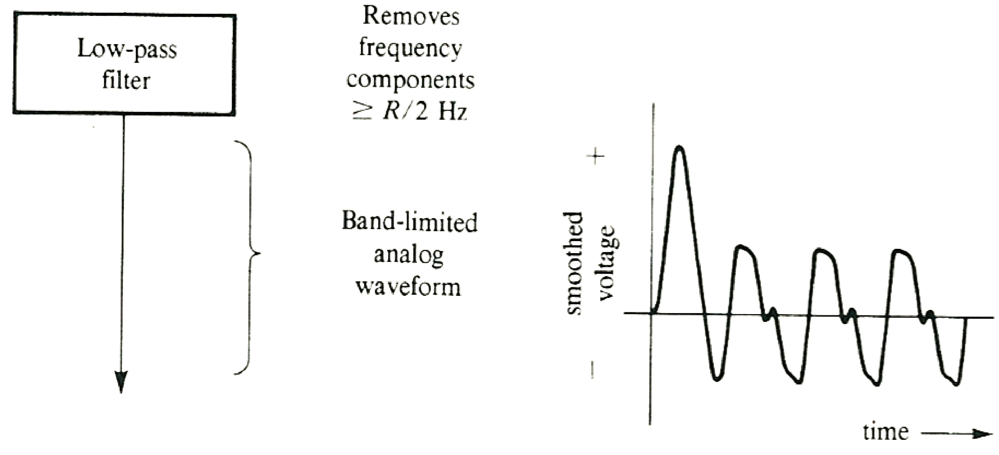 Low-pass
filter
Removes
frequency
components
≥ R/2 Hz
Band-limited
analog
waveform
+
smoothed
voltage
−
time